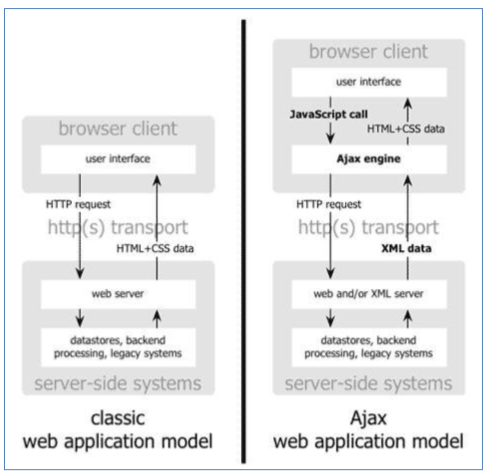 browser client
user interface
HTTP request
http(s) transport
HTML+CSS data
web server
datastores, backend
processing, legacy systems
server-side systems
classic
web application model
browser client
user interface
JavaScript call
HTML+CSS data
Ajax engine
HTTP request
http(s) transport
XML data
web and/or XML server
datastores, backend
processing, legacy systems
server-side systems
Ajax
web application model